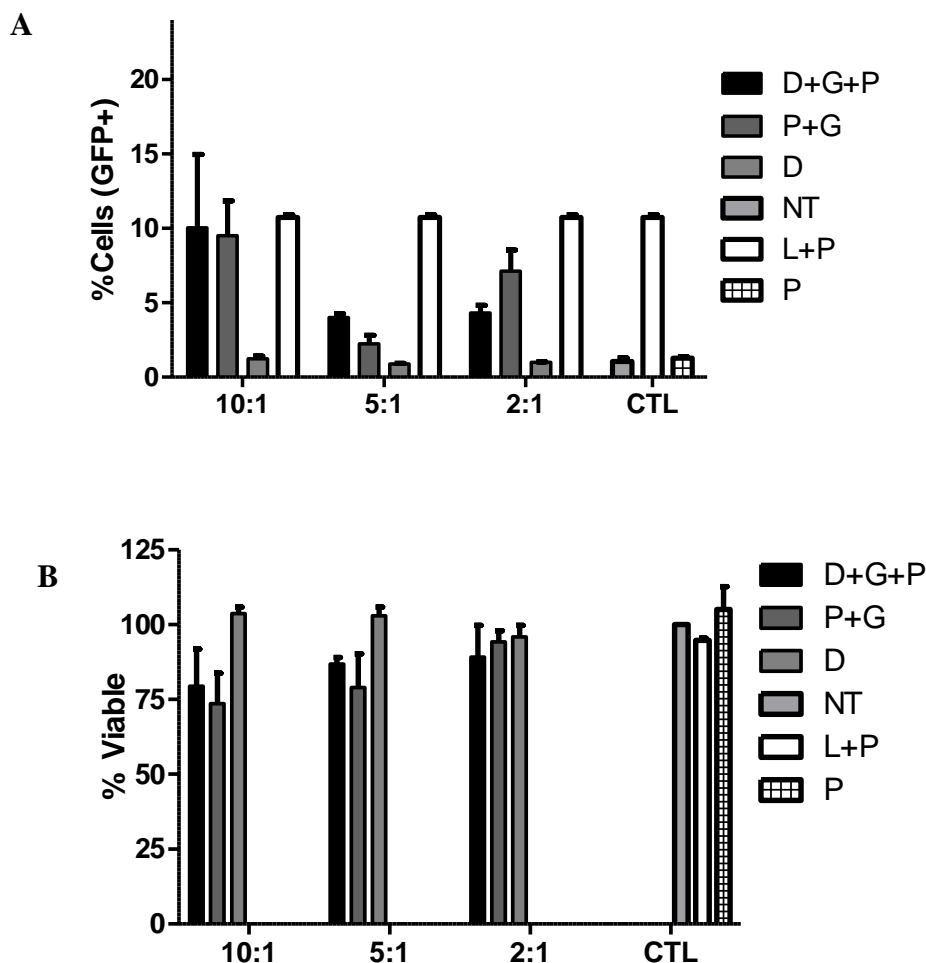 A
%Cells (GFP+)
20
15
10
5
0
10:1 5:1 2:1 CTL
D+G+P
P+G
D
NT
L+P
P
B
% Viable
125
100
75
50
25
0
10:1 5:1 2:1 CTL
D+G+P
P+G
D
NT
L+P
P